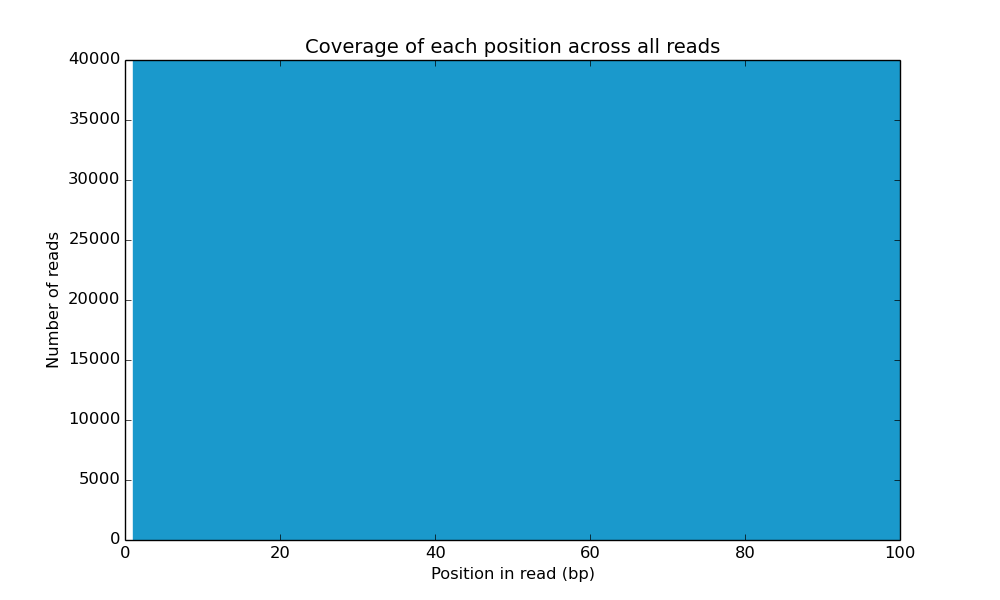 Coverage of each position across all reads
40000
35000
30000
25000
20000
15000
10000
5000
0
Number of reads
0 20 40 60 80 100
Position in read (bp)